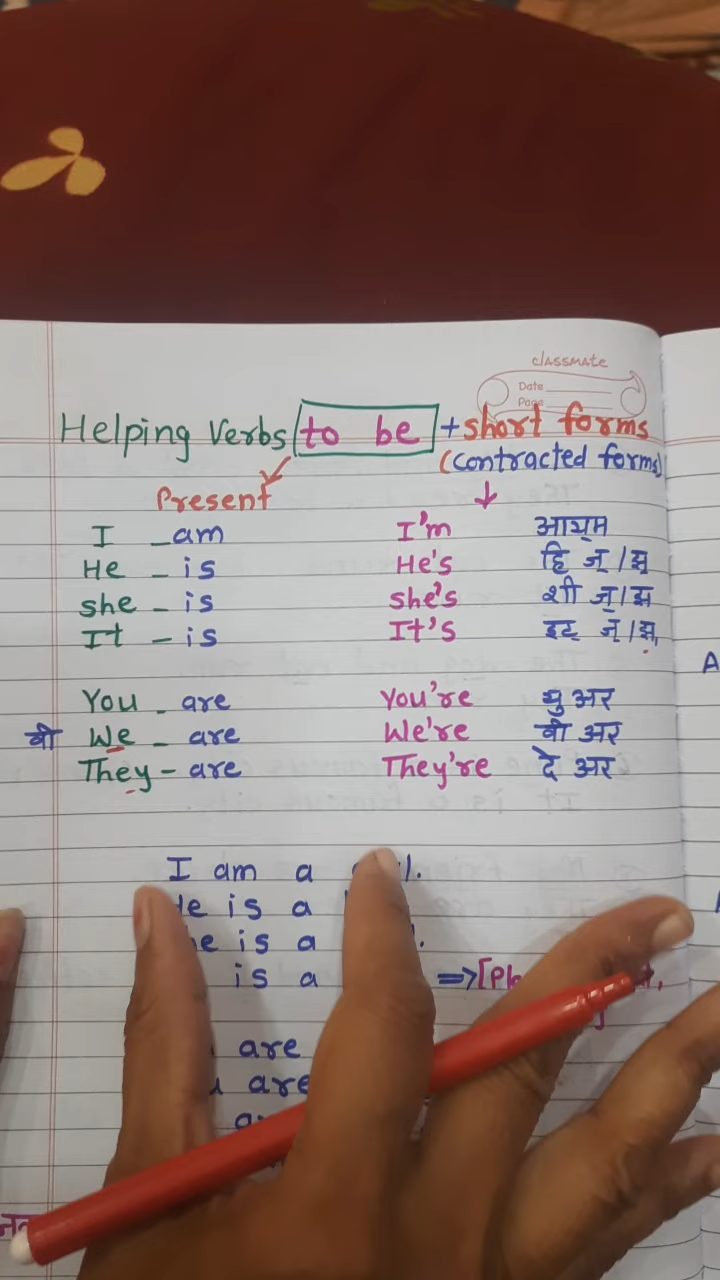 classmate
Date
Page
Helping Verbs to be + short forms
(contracted forms)
Present
I - am I'm आयम
He - is He's हि ज़्/झ्
she - is she's शी ज़्/झ
It - is It's इट ज़्/झ्
You - are You're यु अर
वी We - are We're वी अर
They - are They're दे अर
I am a
is a
is a
is a ⇒[
are
are